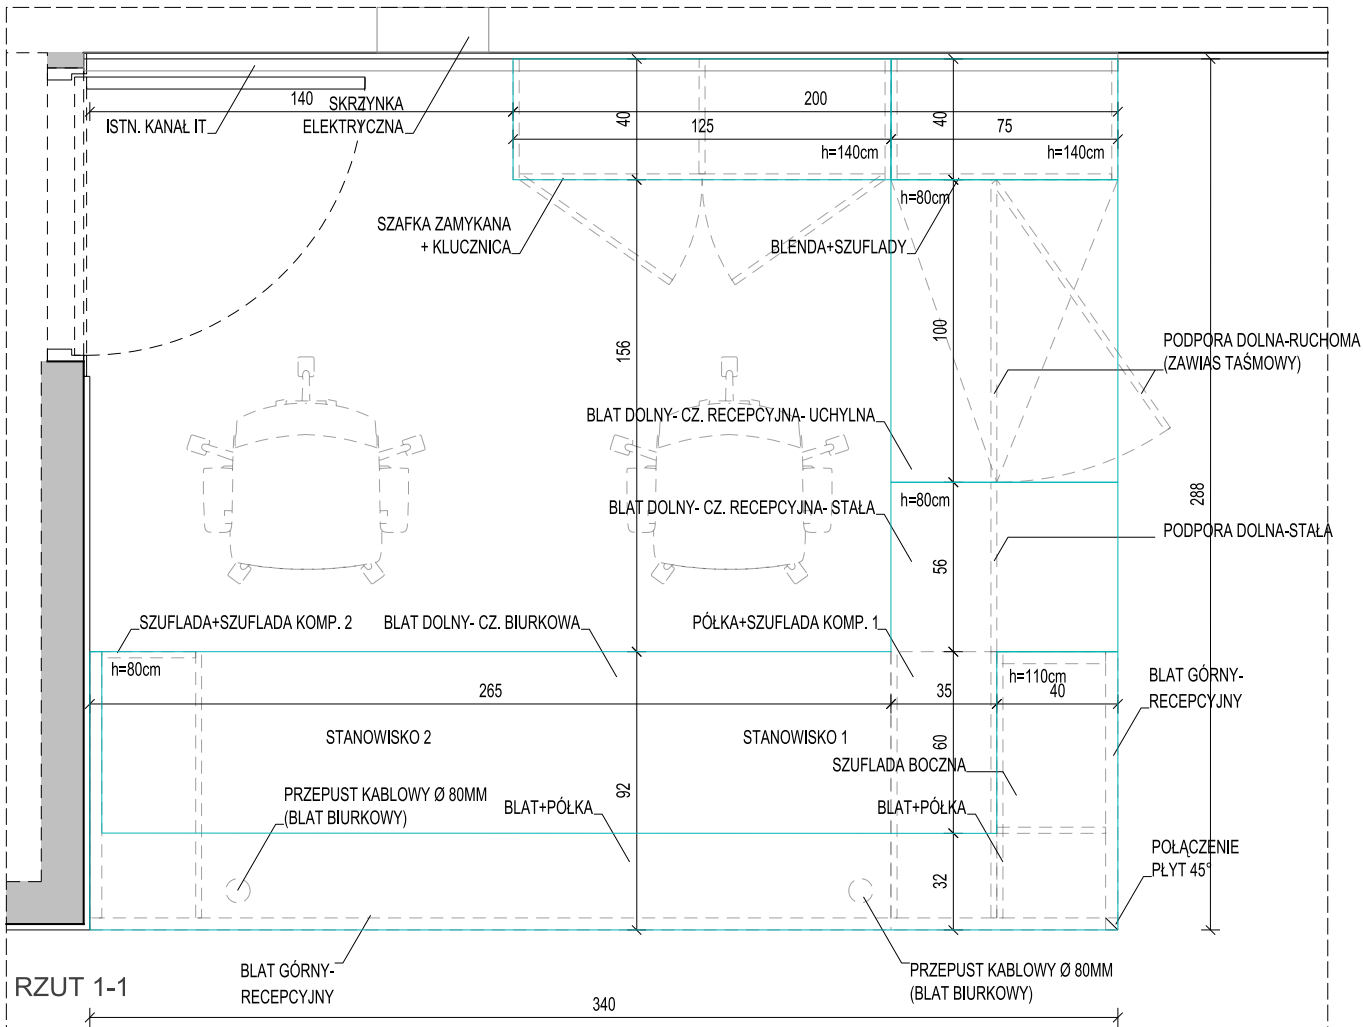 140
SKRZYNKA
ELEKTRYCZNA
ISTN. KANAŁ IT
200
40
125
40
75
h=140cm
h=140cm
h=80cm
SZAFKA ZAMYKANA
+ KLUCZNICA
BLENDA+SZUFLADY
156
100
PODPORA DOLNA-RUCHOMA
(ZAWIAS TAŚMOWY)
BLAT DOLNY- CZ. RECEPCYJNA- UCHYLNA
h=80cm
288
BLAT DOLNY- CZ. RECEPCYJNA- STAŁA
PODPORA DOLNA-STAŁA
56
SZUFLADA+SZUFLADA KOMP. 2
BLAT DOLNY- CZ. BIURKOWA
PÓŁKA+SZUFLADA KOMP. 1
h=80cm
h=110cm
BLAT GÓRNY-
RECEPCYJNY
265
35
40
STANOWISKO 2
STANOWISKO 1
60
SZUFLADA BOCZNA
PRZEPUST KABLOWY Ø 80MM
(BLAT BIURKOWY)
BLAT+PÓŁKA
92
BLAT+PÓŁKA
POŁĄCZENIE
PŁYT 45°
32
BLAT GÓRNY-
RECEPCYJNY
PRZEPUST KABLOWY Ø 80MM
(BLAT BIURKOWY)
RZUT 1-1
340